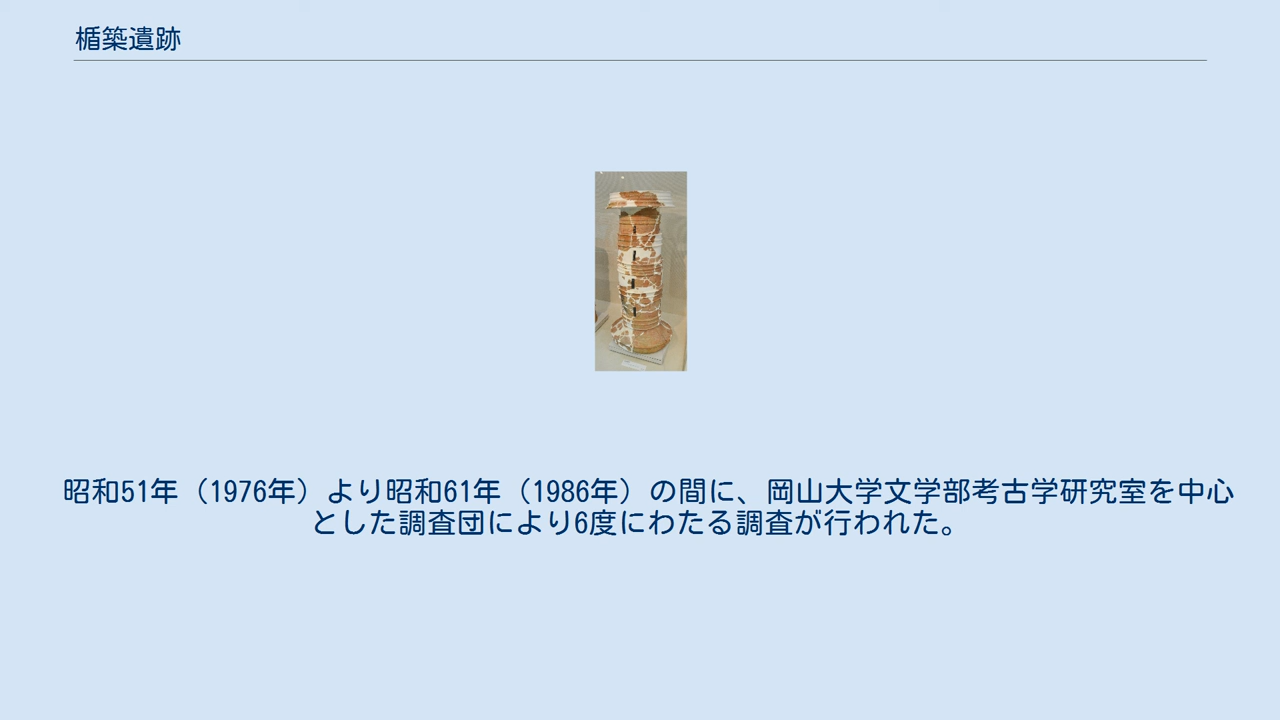 楯築遺跡
昭和51年（1976年）より昭和61年（1986年）の間に、岡山大学文学部考古学研究室を中心
とした調査団により6度にわたる調査が行われた。